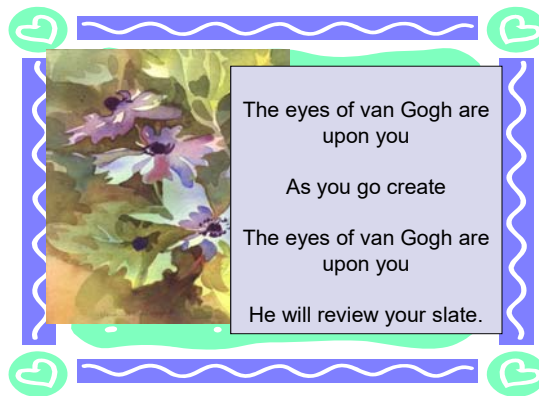 The eyes of van Gogh are
upon you
As you go create
The eyes of van Gogh are
upon you
He will review your slate.